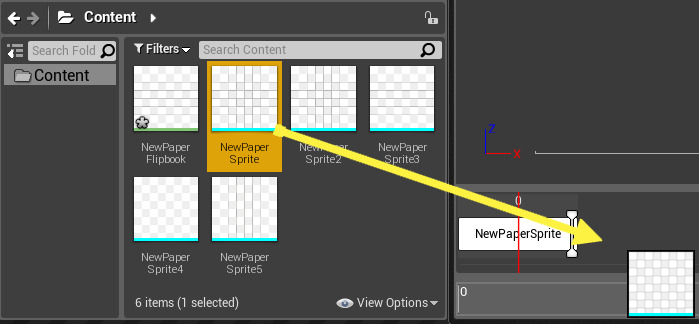 Content
Search Fold
Content
Filters
Search Content
NewPaper
Flipbook
NewPaper
Sprite
NewPaper
Sprite2
NewPaper
Sprite3
NewPaper
Sprite4
NewPaper
Sprite5
6 items (1 selected)
View Options
Z
X
0
NewPaperSprite
0